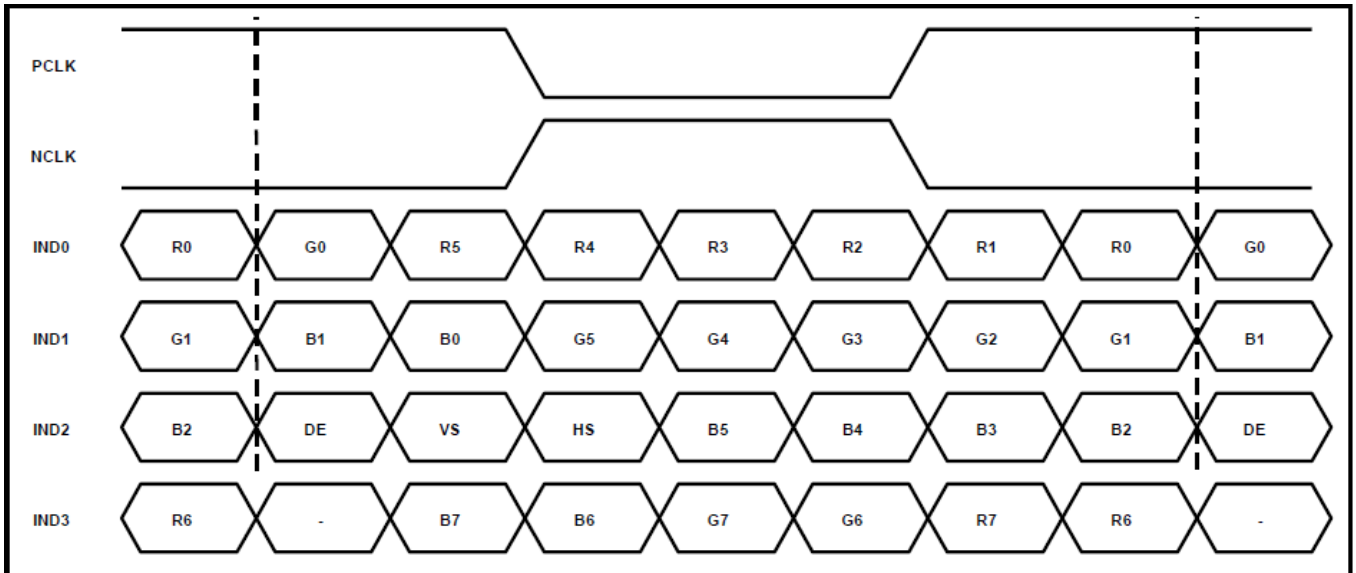 PCLK
NCLK
IND0 R0 G0 R5 R4 R3 R2 R1 R0 G0
IND1 G1 B1 B0 G5 G4 G3 G2 G1 B1
IND2 B2 DE VS HS B5 B4 B3 B2 DE
IND3 R6 - B7 B6 G7 G6 R7 R6 -